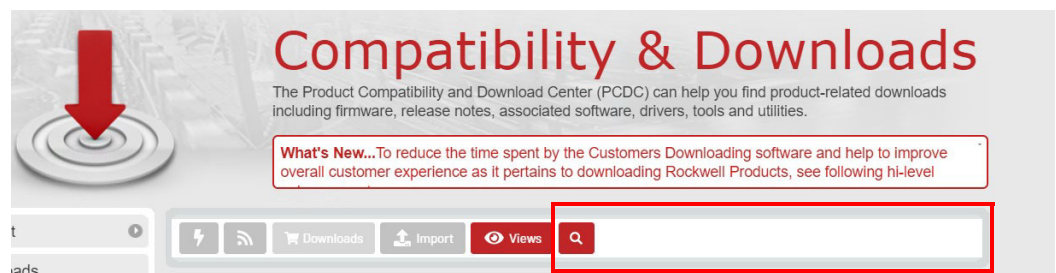 Compatibility & Downloads
The Product Compatibility and Download Center (PCDC) can help you find product-related downloads
including firmware, release notes, associated software, drivers, tools and utilities.
What's New...To reduce the time spent by the Customers Downloading software and help to improve
overall customer experience as it pertains to downloading Rockwell Products, see following hi-level
t
Downloads Import Views
ads